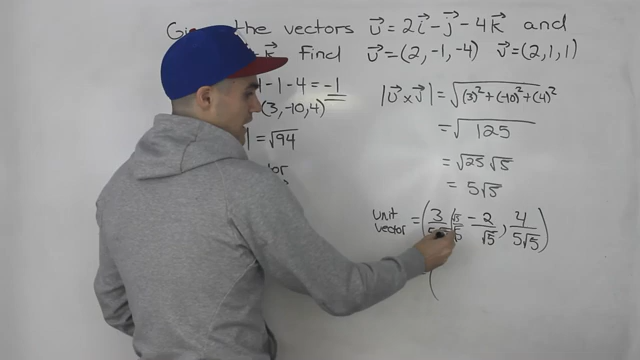 the vectors u⃗ = 2i⃗ - j⃗ - 4k⃗ and
k⃗ Find u⃗ = (2, -1, -4) v⃗ = (2, 1, 1)
1 - 4 = -1
(3, -10, 4)
| = √94
|u⃗ x v⃗| = √(3)² + (-10)² + (4)²
= √125
= √25 √5
= 5√5
unit vector = (3/5√5 √5/√5, -2/√5, 4/5√5)
= (